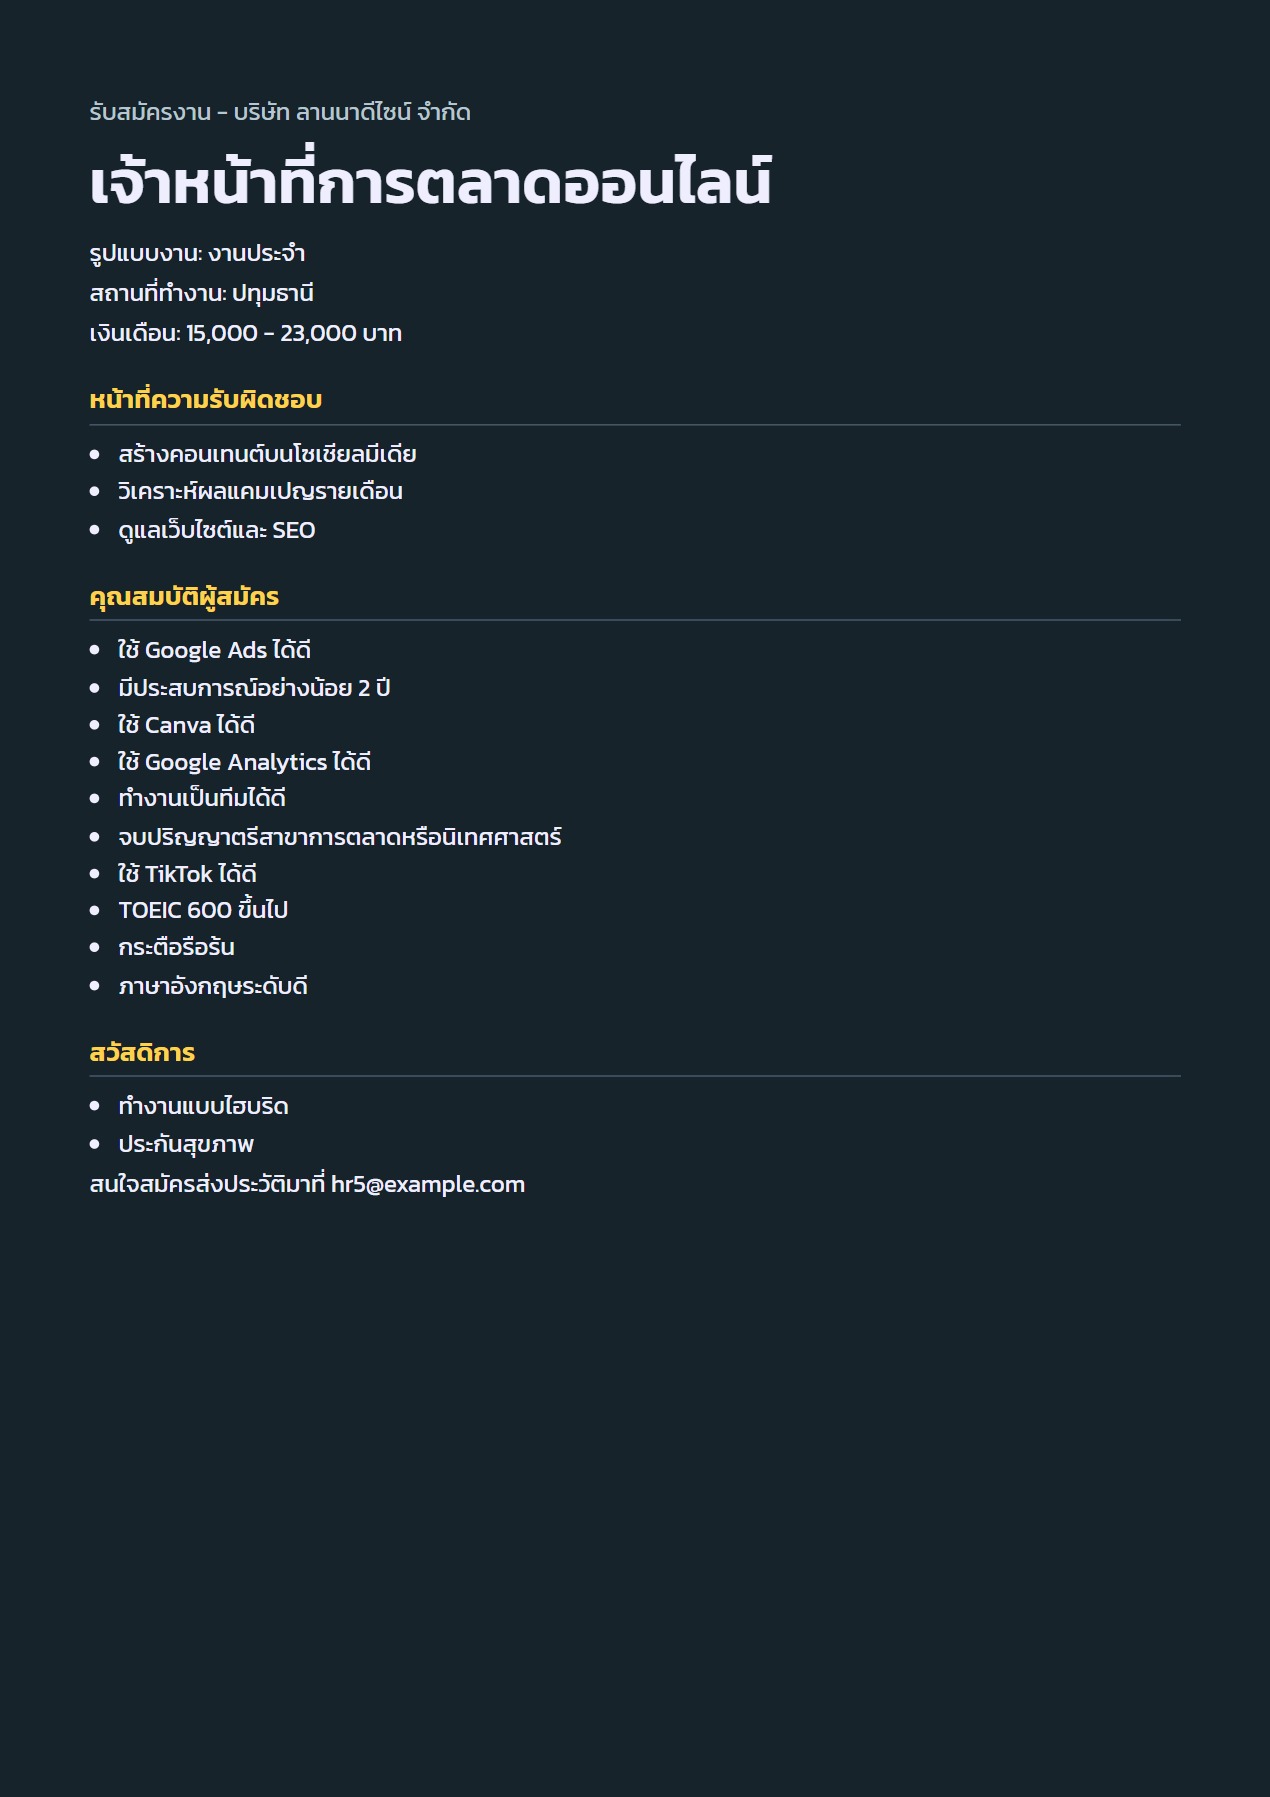 รับสมัครงาน - บริษัท ลานนาดีไซน์ จำกัด
เจ้าหน้าที่การตลาดออนไลน์
รูปแบบงาน: งานประจำ
สถานที่ทำงาน: ปทุมธานี
เงินเดือน: 15,000 - 23,000 บาท
หน้าที่ความรับผิดชอบ
• สร้างคอนเทนต์บนโซเชียลมีเดีย
• วิเคราะห์ผลแคมเปญรายเดือน
• ดูแลเว็บไซต์และ SEO
คุณสมบัติผู้สมัคร
• ใช้ Google Ads ได้ดี
• มีประสบการณ์อย่างน้อย 2 ปี
• ใช้ Canva ได้ดี
• ใช้ Google Analytics ได้ดี
• ทำงานเป็นทีมได้ดี
• จบปริญญาตรีสาขาการตลาดหรือนิเทศศาสตร์
• ใช้ TikTok ได้ดี
• TOEIC 600 ขึ้นไป
• กระตือรือร้น
• ภาษาอังกฤษระดับดี
สวัสดิการ
• ทำงานแบบไฮบริด
• ประกันสุขภาพ
สนใจสมัครส่งประวัติมาที่ hr5@example.com